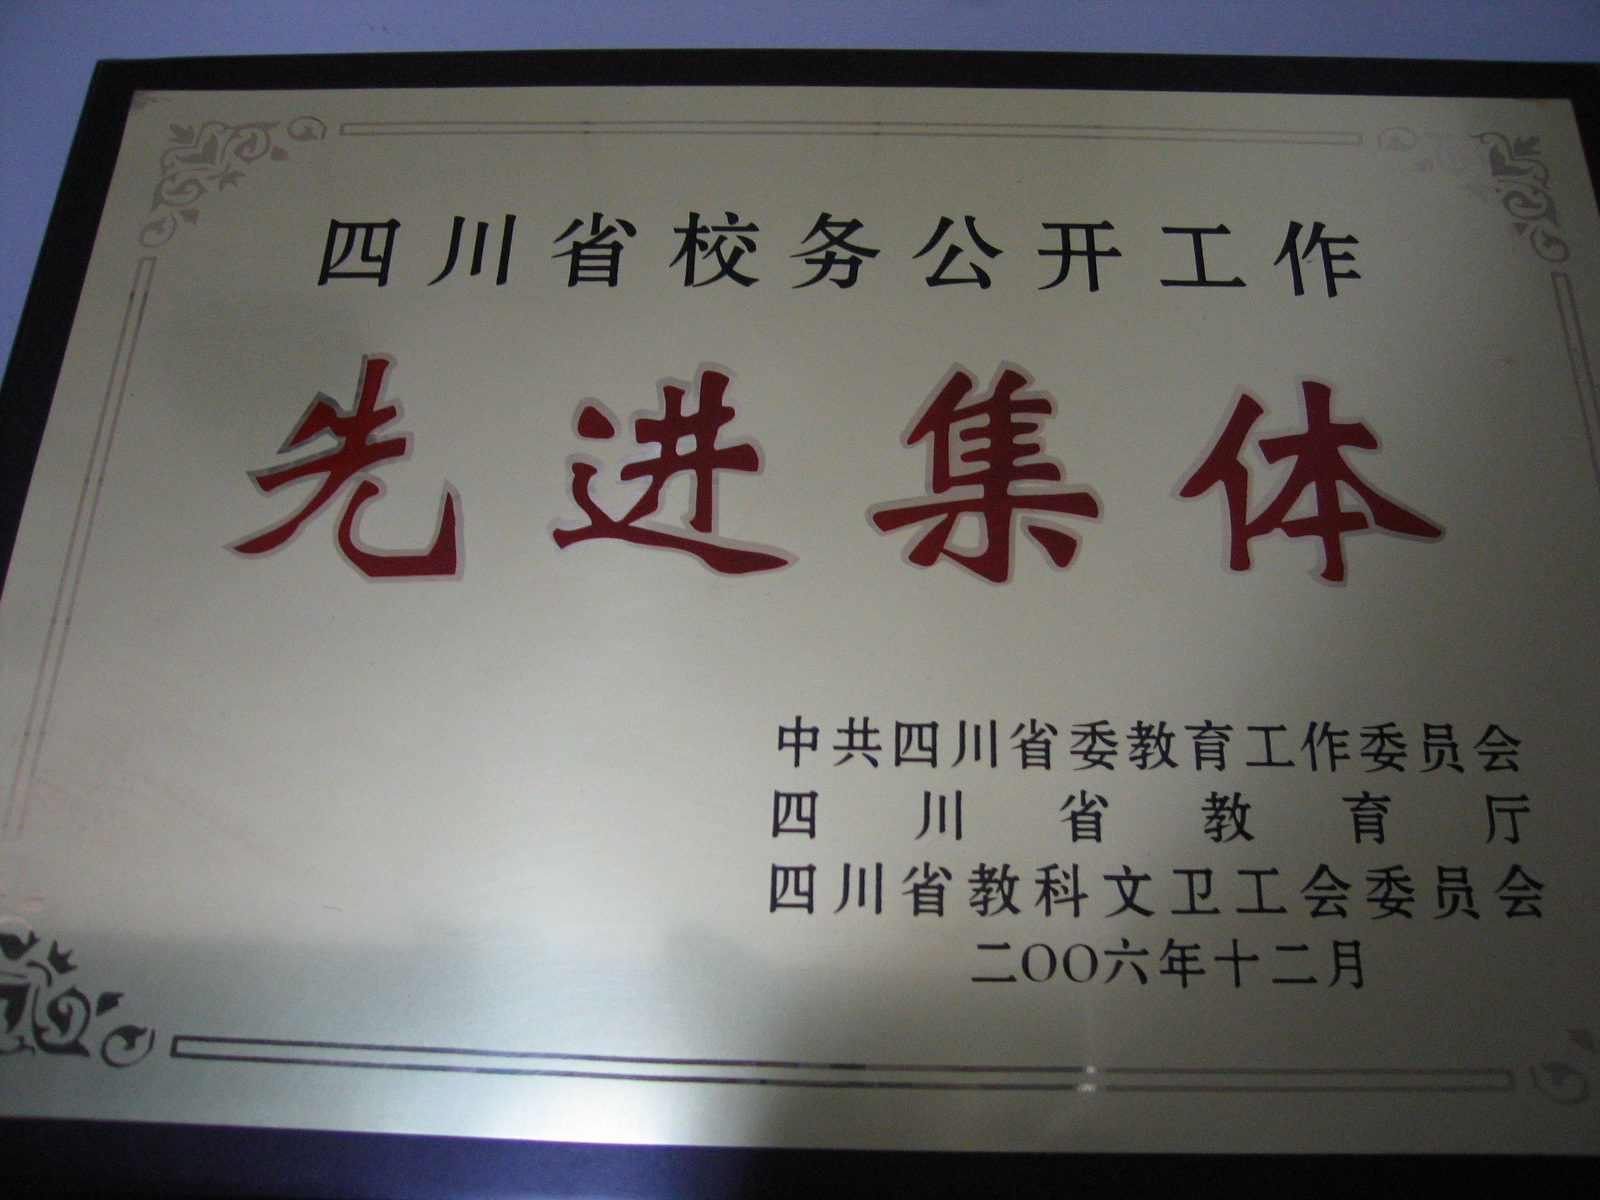 四川省校务公开工作
先进集体
中共四川省委教育工作委员会
四川省教育厅
四川省教科文卫工会委员会
二〇〇六年十二月